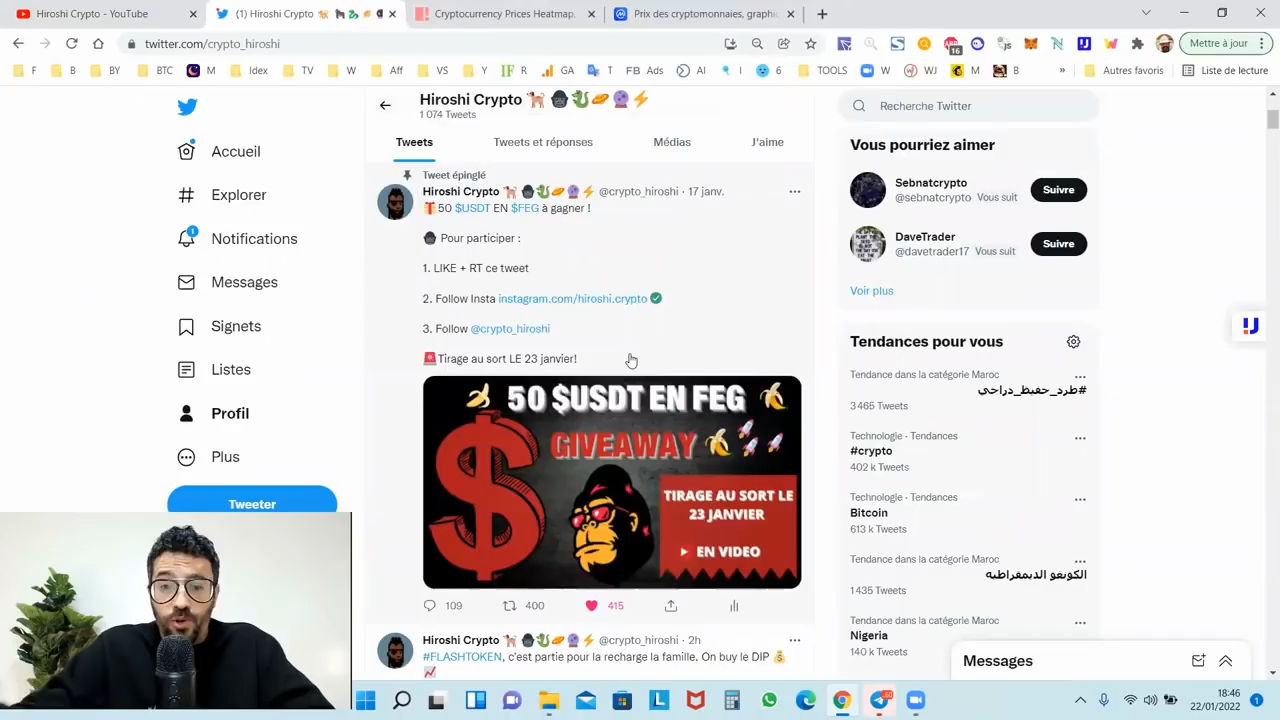 Hiroshi Crypto - YouTube
(1) Hiroshi Crypto
Cryptocurrency Prices Heatmap,
Prix des cryptomonnaies, graphi
twitter.com/crypto_hiroshi
16
Mettre à jour
F
B
BY
BTC
M
Idex
TV
W
Aff
VS
Y
R
GA
T
FB Ads
AI
I
6
TOOLS
W
WJ
M
B
»
Autres favoris
Liste de lecture
Accueil
Explorer
1
Notifications
Messages
Signets
Listes
Profil
Plus
Tweeter
Hiroshi Crypto
1 074 Tweets
Tweets
Tweets et réponses
Médias
J'aime
Tweet épinglé
Hiroshi Crypto @crypto_hiroshi · 17 janv.
50 $USDT EN $FEG à gagner !
Pour participer :
1. LIKE + RT ce tweet
2. Follow Insta instagram.com/hiroshi.crypto
3. Follow @crypto_hiroshi
Tirage au sort LE 23 janvier!
50 $USDT EN FEG
GIVEAWAY
TIRAGE AU SORT LE
23 JANVIER
EN VIDEO
109
400
415
Hiroshi Crypto @crypto_hiroshi · 2h
#FLASHTOKEN, c'est partie pour la recharge la famille. On buy le DIP
Recherche Twitter
Vous pourriez aimer
Sebnatcrypto
@sebnatcrypto Vous suit
Suivre
DaveTrader
@davetrader17 Vous suit
Suivre
Voir plus
Tendances pour vous
Tendance dans la catégorie Maroc
#طرد_حفيظ_دراجي
3 465 Tweets
Technologie · Tendances
#crypto
402 k Tweets
Technologie · Tendances
Bitcoin
613 k Tweets
Tendance dans la catégorie Maroc
الكونغو الديمقراطيه
1 435 Tweets
Tendance dans la catégorie Maroc
Nigeria
140 k Tweets
Messages
18:46
22/01/2022
1